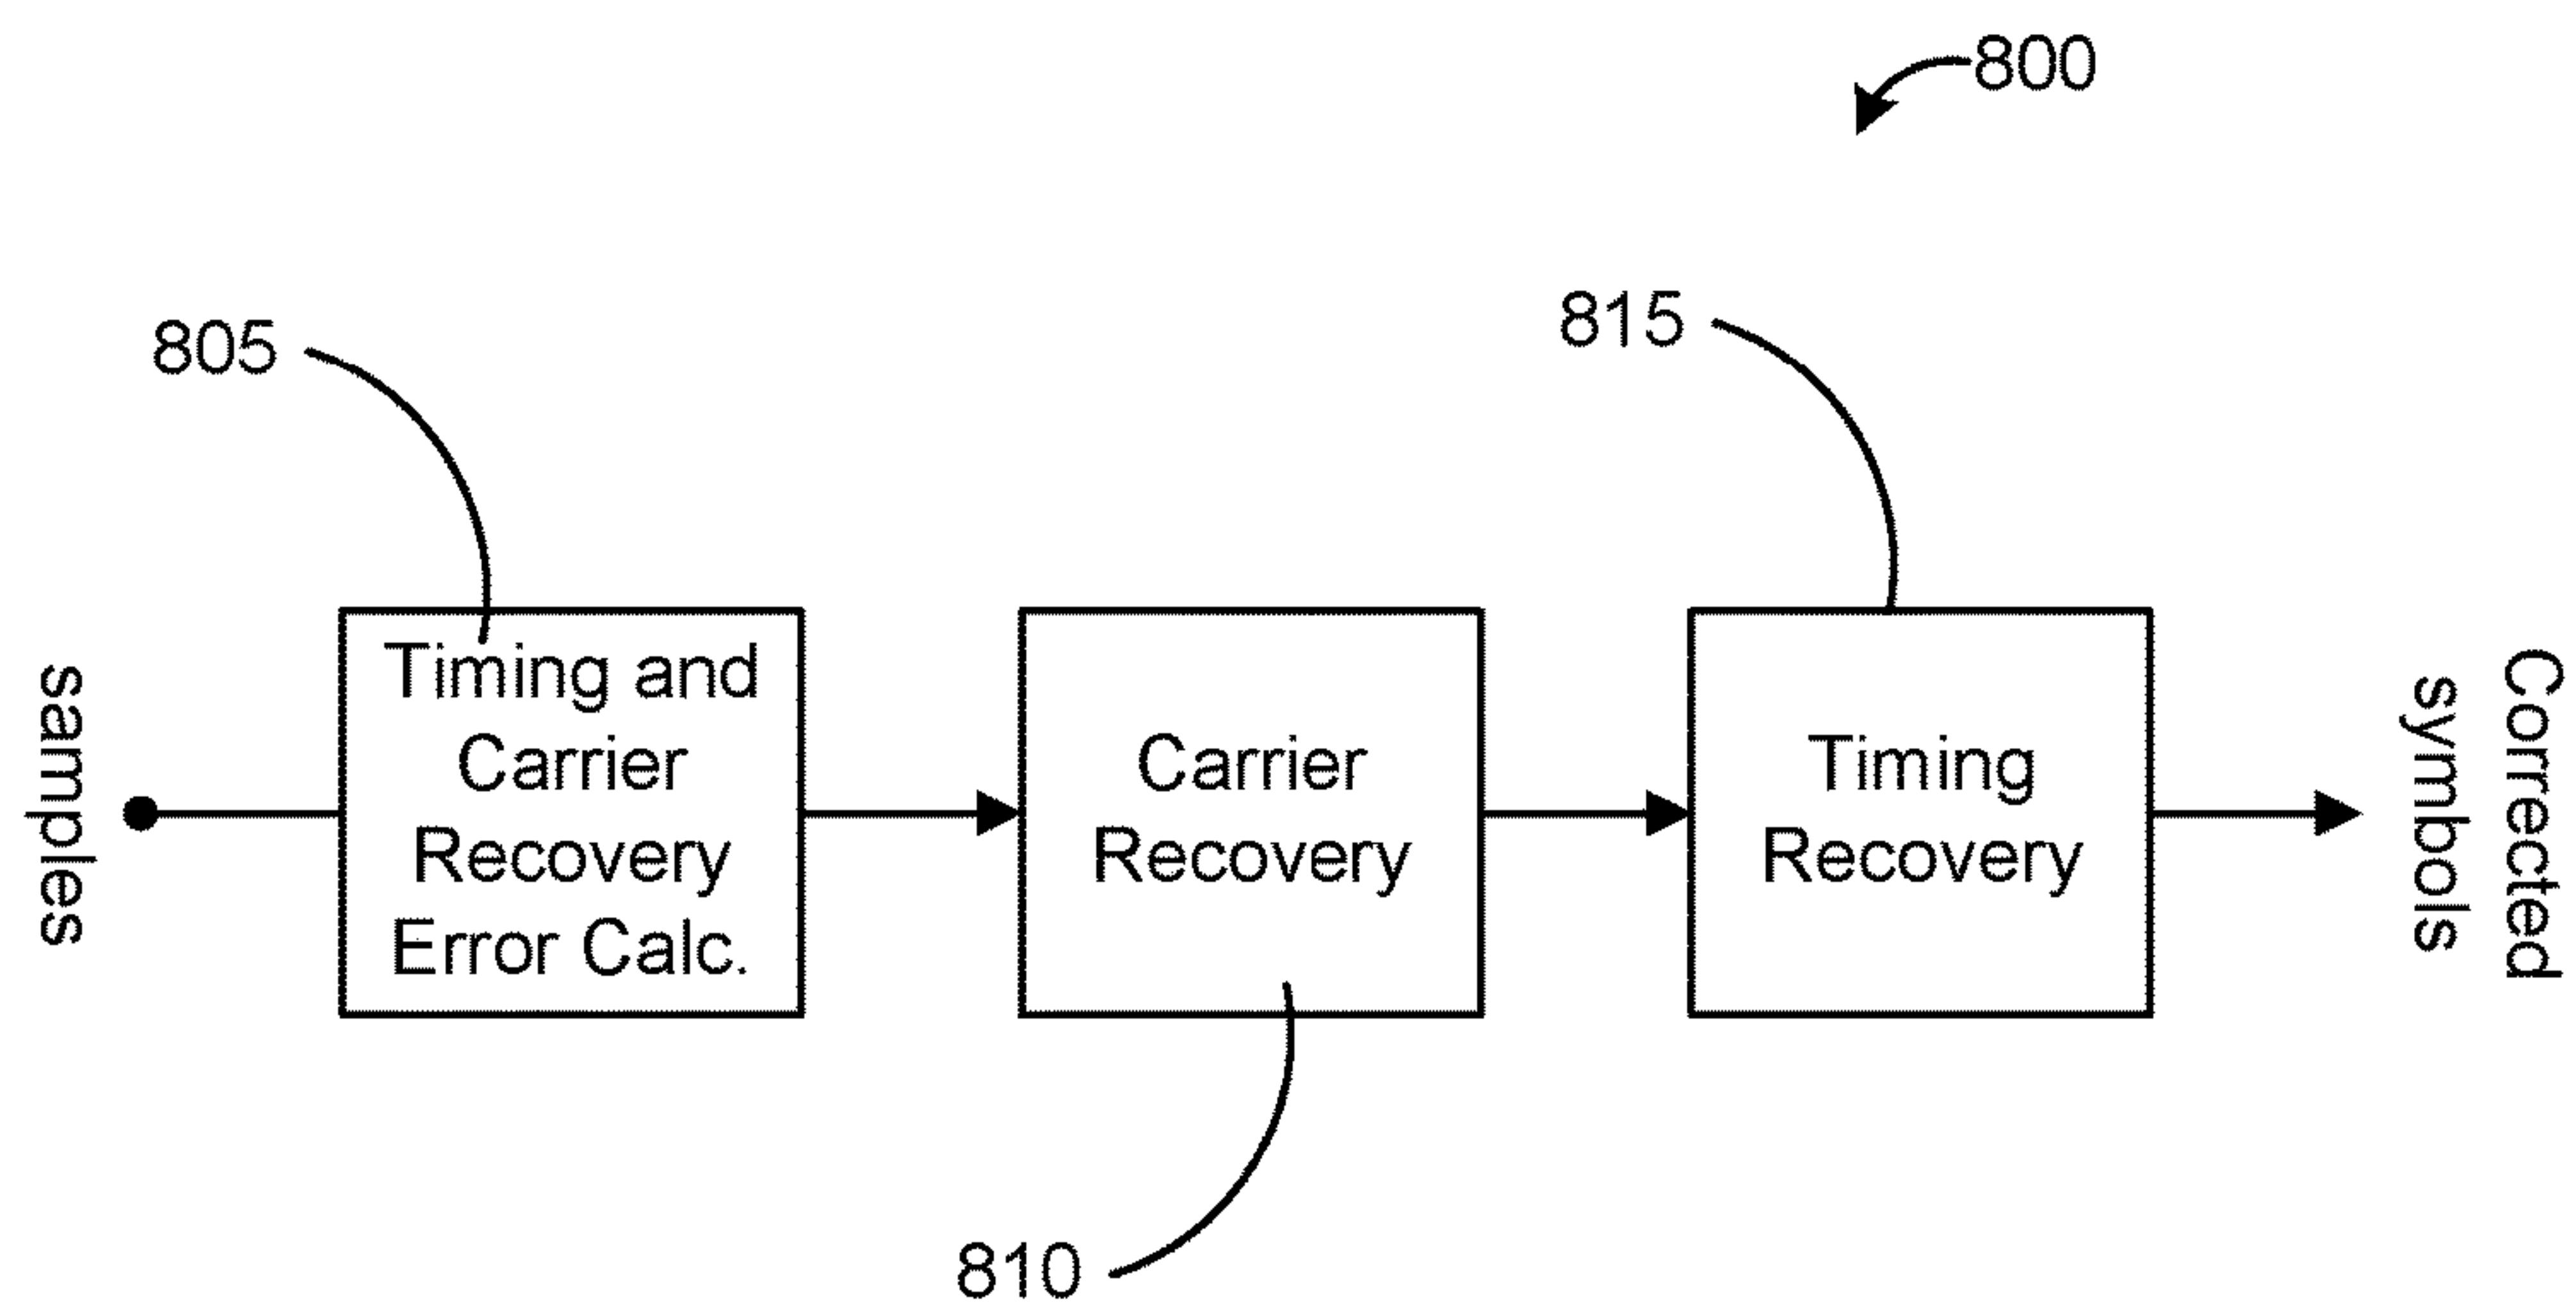 800
805
815
samples
Timing and
Carrier
Recovery
Error Calc.
Carrier
Recovery
Timing
Recovery
Corrected
symbols
810